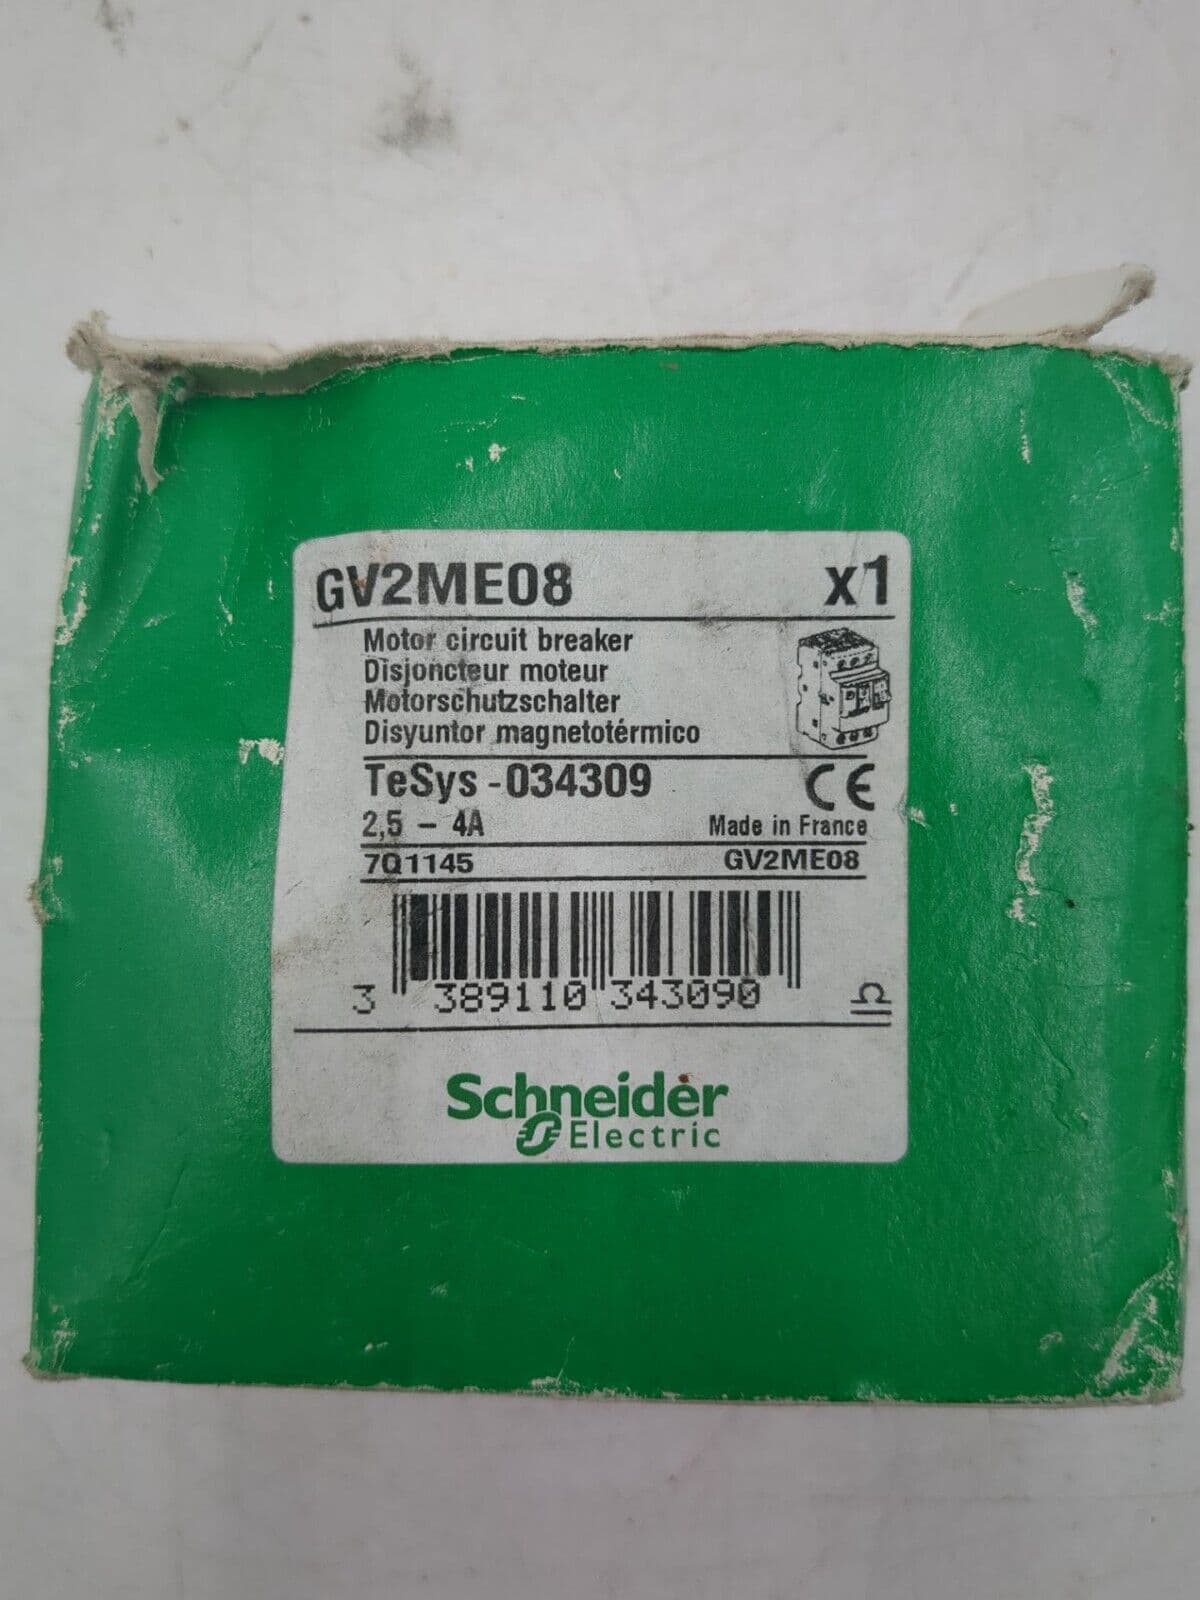 GV2ME08 x1
Motor circuit breaker
Disjoncteur moteur
Motorschutzschalter
Disyuntor magnetotérmico
TeSys -034309 CE
2,5 – 4A Made in France
7Q1145 GV2ME08
3 389110 343090
Schneider
Electric